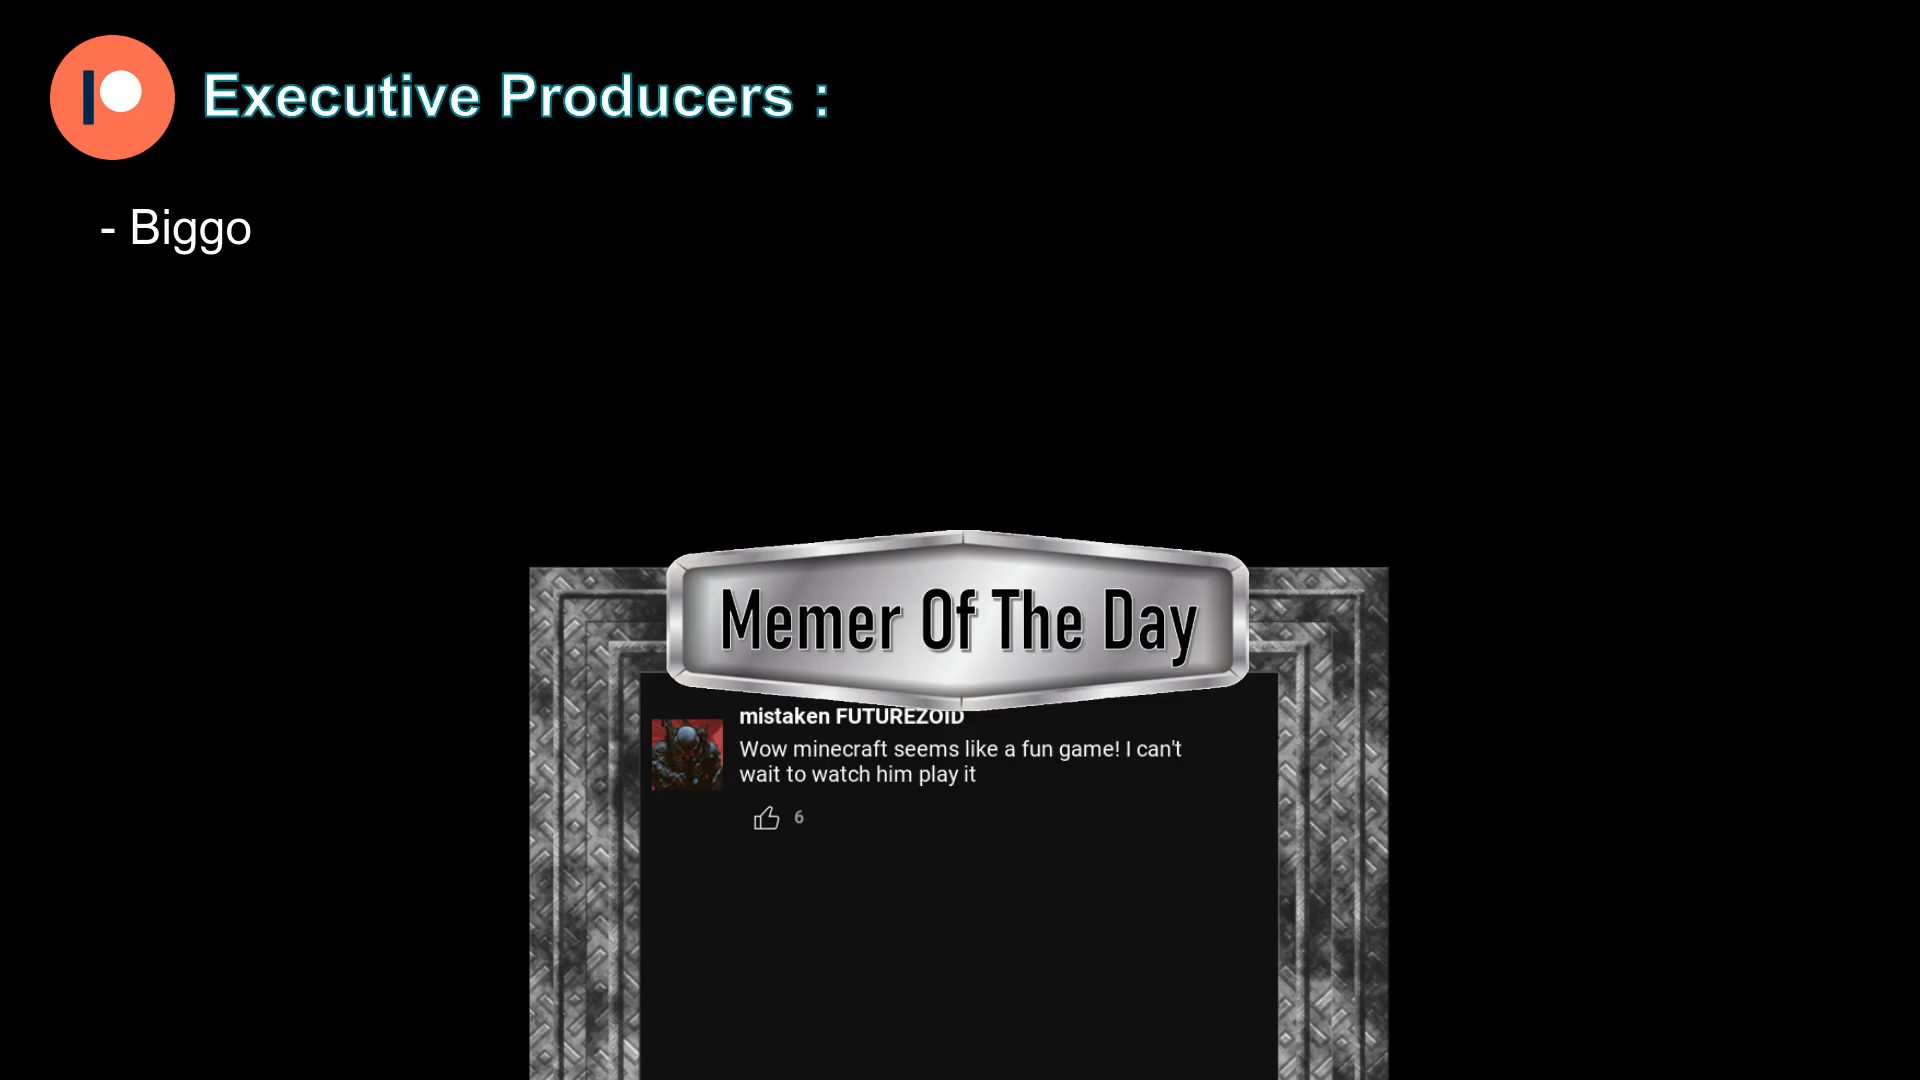 Executive Producers :
- Biggo
Memer Of The Day
mistaken FUTUREZOID
Wow minecraft seems like a fun game! I can't
wait to watch him play it
6